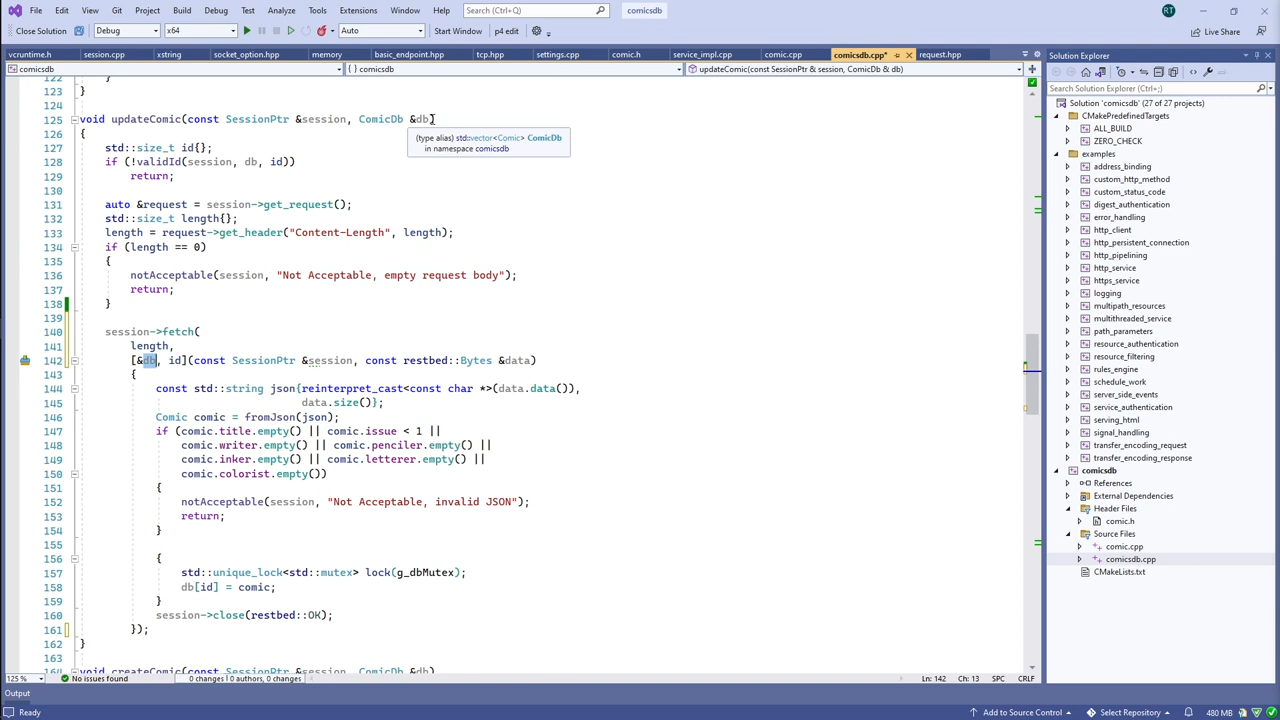 File Edit View Git Project Build Debug Test Analyze Tools Extensions Window Help Search (Ctrl+Q) comicsdb RT
Close Solution Debug x64 Auto Start Window p4 edit Live Share
vcruntime.h session.cpp xstring socket_option.hpp memory basic_endpoint.hpp tcp.hpp settings.cpp comic.h service_impl.cpp comic.cpp comicsdb.cpp* request.hpp
comicsdb {} comicsdb updateComic(const SessionPtr & session, ComicDb & db)
122 }
123 }
124
125 void updateComic(const SessionPtr &session, ComicDb &db)
126 {
(type alias) std::vector<Comic> ComicDb
in namespace comicsdb
127 std::size_t id{};
128 if (!validId(session, db, id))
129 return;
130
131 auto &request = session->get_request();
132 std::size_t length{};
133 length = request->get_header("Content-Length", length);
134 if (length == 0)
135 {
136 notAcceptable(session, "Not Acceptable, empty request body");
137 return;
138 }
139
140 session->fetch(
141 length,
142 [&db, id](const SessionPtr &session, const restbed::Bytes &data)
143 {
144 const std::string json{reinterpret_cast<const char *>(data.data()),
145 data.size()};
146 Comic comic = fromJson(json);
147 if (comic.title.empty() || comic.issue < 1 ||
148 comic.writer.empty() || comic.penciler.empty() ||
149 comic.inker.empty() || comic.letterer.empty() ||
150 comic.colorist.empty())
151 {
152 notAcceptable(session, "Not Acceptable, invalid JSON");
153 return;
154 }
155
156 {
157 std::unique_lock<std::mutex> lock(g_dbMutex);
158 db[id] = comic;
159 }
160 session->close(restbed::OK);
161 });
162 }
163
164 void createComic(const SessionPtr &session, ComicDb &db)
125 % No issues found 0 changes | 0 authors, 0 changes Ln: 142 Ch: 13 SPC CRLF
Output
Ready Add to Source Control Select Repository 480 MB
Solution Explorer
Search Solution Explorer (Ctrl+;)
Solution 'comicsdb' (27 of 27 projects)
CMakePredefinedTargets
ALL_BUILD
ZERO_CHECK
examples
address_binding
custom_http_method
custom_status_code
digest_authentication
error_handling
http_client
http_persistent_connection
http_pipelining
http_service
https_service
logging
multipath_resources
multithreaded_service
path_parameters
resource_authentication
resource_filtering
rules_engine
schedule_work
server_side_events
service_authentication
serving_html
signal_handling
transfer_encoding_request
transfer_encoding_response
comicsdb
References
External Dependencies
Header Files
comic.h
Source Files
comic.cpp
comicsdb.cpp
CMakeLists.txt